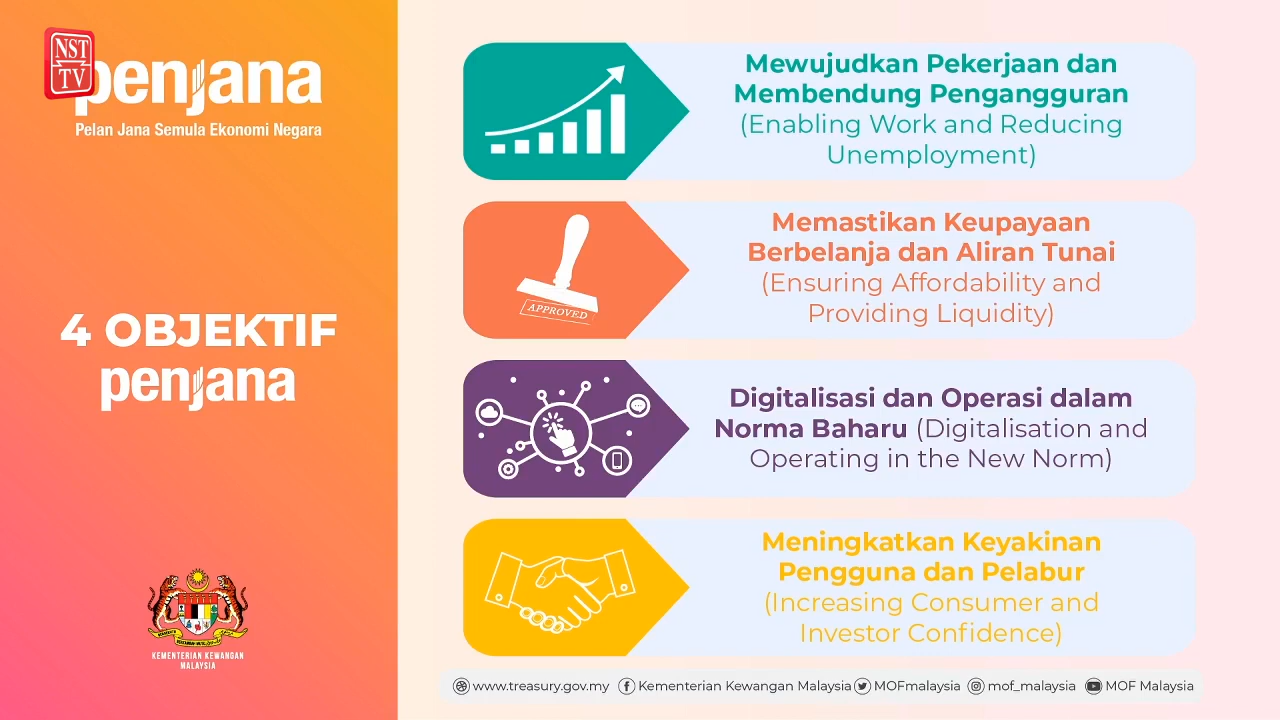 NST
TV
penjana
Pelan Jana Semula Ekonomi Negara
4 OBJEKTIF
penjana
KEMENTERIAN KEWANGAN
MALAYSIA
Mewujudkan Pekerjaan dan
Membendung Pengangguran
(Enabling Work and Reducing
Unemployment)
APPROVED
Memastikan Keupayaan
Berbelanja dan Aliran Tunai
(Ensuring Affordability and
Providing Liquidity)
Digitalisasi dan Operasi dalam
Norma Baharu (Digitalisation and
Operating in the New Norm)
Meningkatkan Keyakinan
Pengguna dan Pelabur
(Increasing Consumer and
Investor Confidence)
www.treasury.gov.my Kementerian Kewangan Malaysia MOFmalaysia mof_malaysia MOF Malaysia